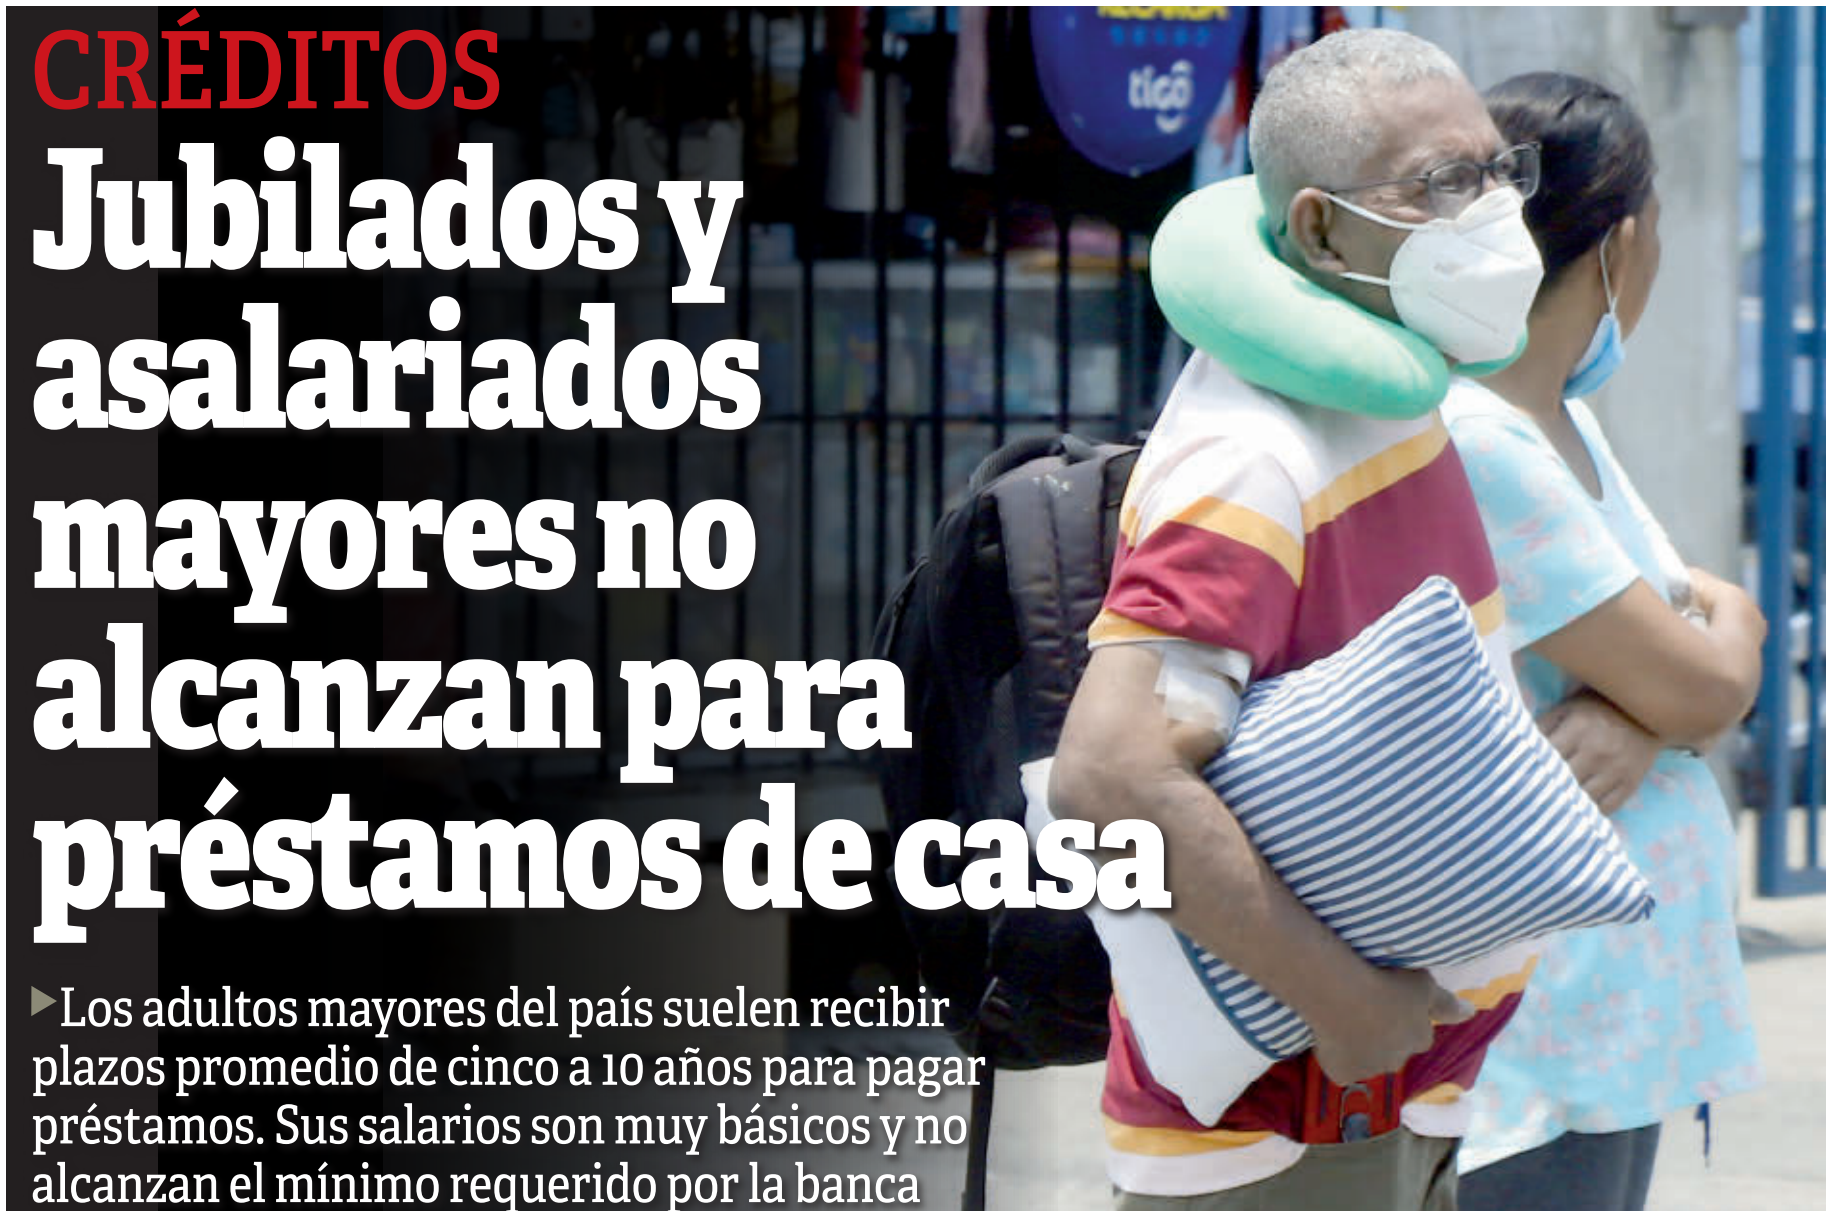 CRÉDITOS
Jubilados y
asalariados
mayores no
alcanzan para
préstamos de casa
Los adultos mayores del país suelen recibir
plazos promedio de cinco a 10 años para pagar
préstamos. Sus salarios son muy básicos y no
alcanzan el mínimo requerido por la banca
tigo